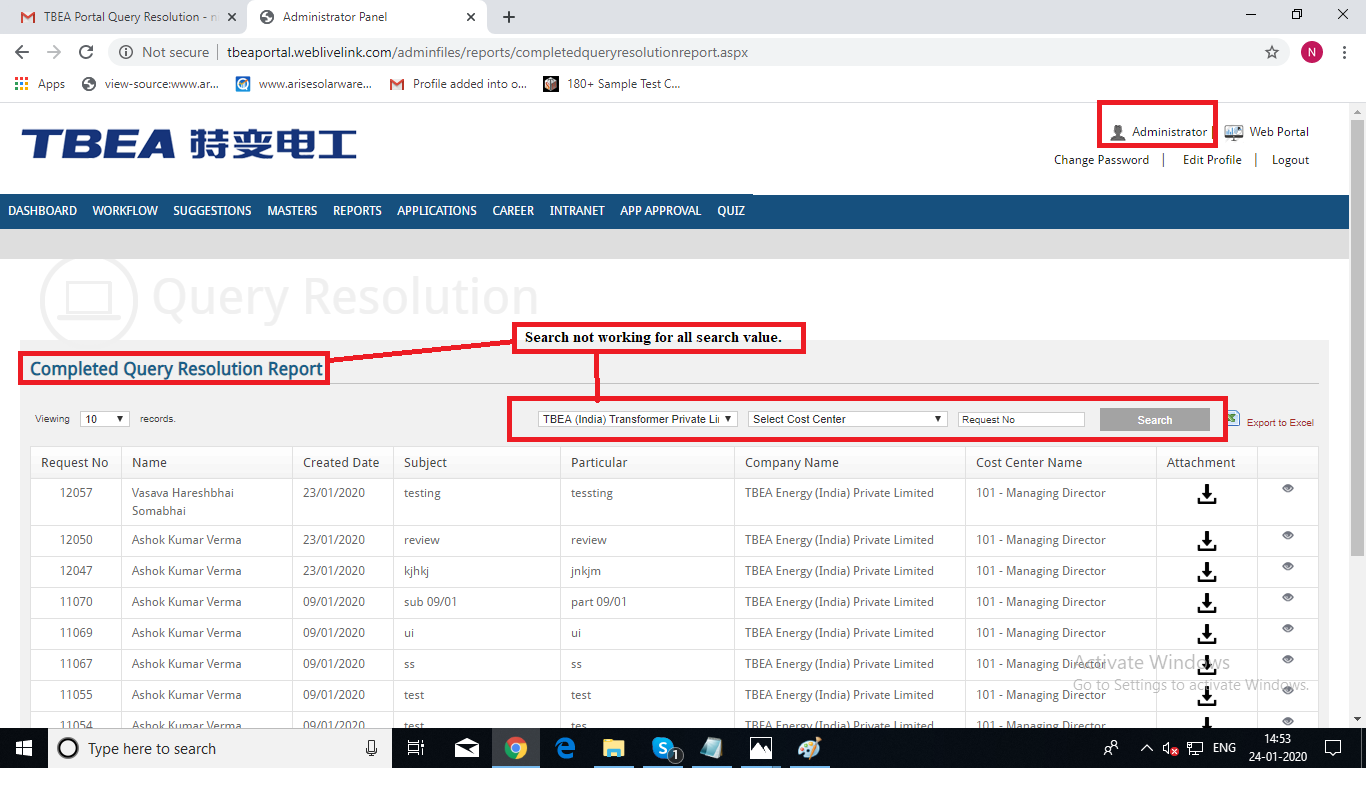 TBEA Portal Query Resolution - n
Administrator Panel
Not secure
tbeaportal.weblivelink.com/adminfiles/reports/completedqueryresolutionreport.aspx
N
Apps
view-source:www.ar...
www.arisesolarware...
Profile added into o...
180+ Sample Test C...
TBEA 特变电工
Administrator
Web Portal
Change Password | Edit Profile | Logout
DASHBOARD WORKFLOW SUGGESTIONS MASTERS REPORTS APPLICATIONS CAREER INTRANET APP APPROVAL QUIZ
Query Resolution
Search not working for all search value.
Completed Query Resolution Report
Viewing 10 records.
TBEA (India) Transformer Private Li
Select Cost Center
Request No
Search
Export to Excel
Request No Name Created Date Subject Particular Company Name Cost Center Name Attachment
12057 Vasava Hareshbhai 23/01/2020 testing tessting TBEA Energy (India) Private Limited 101 - Managing Director
Somabhai
12050 Ashok Kumar Verma 23/01/2020 review review TBEA Energy (India) Private Limited 101 - Managing Director
12047 Ashok Kumar Verma 23/01/2020 kjhkj jnkjm TBEA Energy (India) Private Limited 101 - Managing Director
11070 Ashok Kumar Verma 09/01/2020 sub 09/01 part 09/01 TBEA Energy (India) Private Limited 101 - Managing Director
11069 Ashok Kumar Verma 09/01/2020 ui ui TBEA Energy (India) Private Limited 101 - Managing Director
11067 Ashok Kumar Verma 09/01/2020 ss ss TBEA Energy (India) Private Limited 101 - Managing Director
11055 Ashok Kumar Verma 09/01/2020 test test TBEA Energy (India) Private Limited 101 - Managing Director
11054 Ashok Kumar Verma 09/01/2020 test tes TBEA Energy (India) Private Limited 101 - Managing Director
Activate Windows
Go to Settings to activate Windows.
Type here to search
1
ENG
14:53
24-01-2020